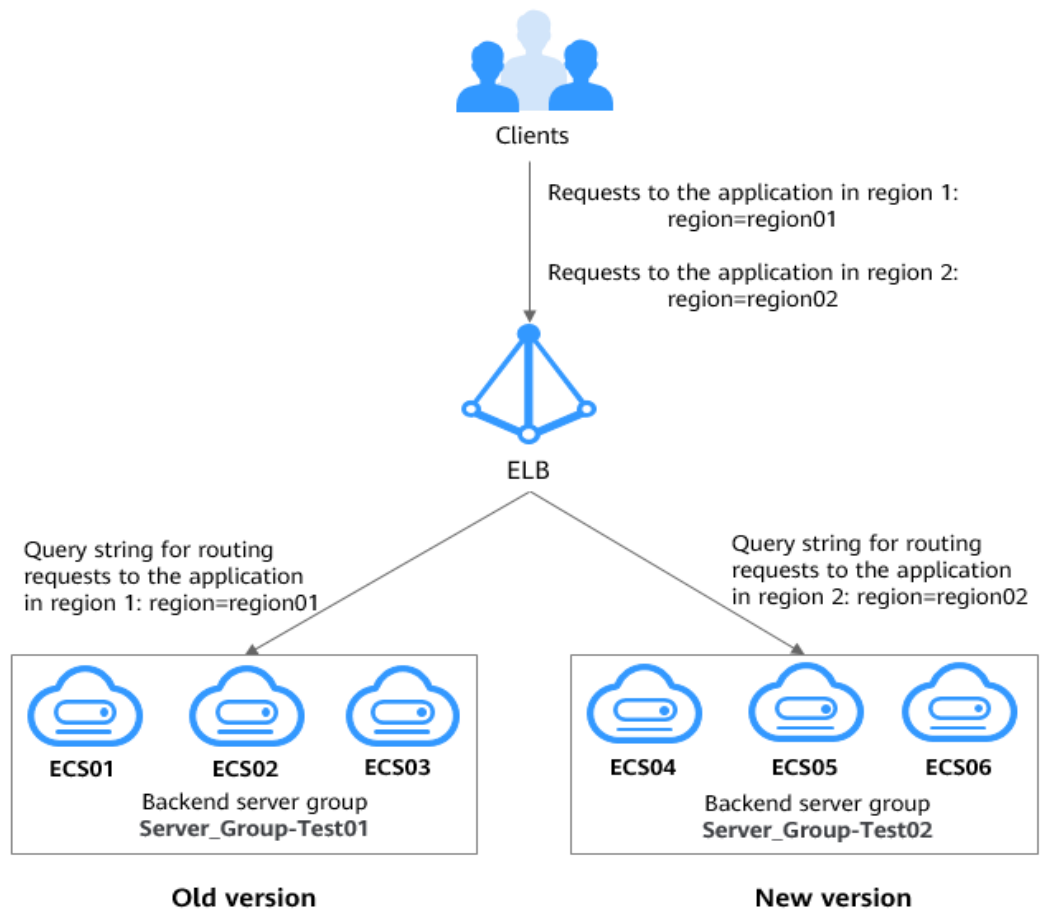 Clients
Requests to the application in region 1:
region=region01
Requests to the application in region 2:
region=region02
ELB
Query string for routing
requests to the application
in region 1: region=region01
Query string for routing
requests to the application
in region 2: region=region02
ECS01
ECS02
ECS03
Backend server group
Server_Group-Test01
ECS04
ECS05
ECS06
Backend server group
Server_Group-Test02
Old version
New version